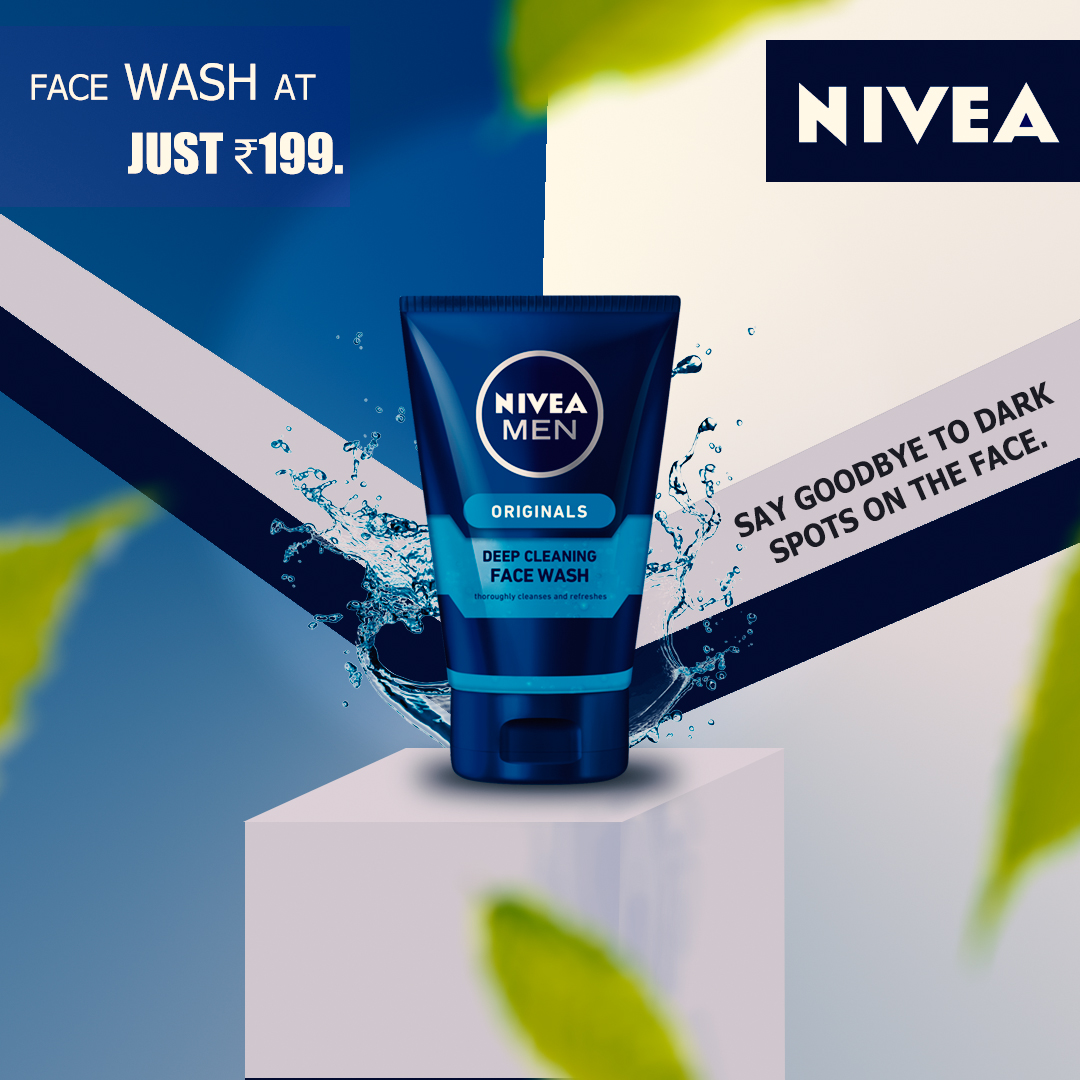 FACE WASH AT
JUST ₹199.
NIVEA
NIVEA
MEN
ORIGINALS
DEEP CLEANING
FACE WASH
thoroughly cleanses and refreshes
SAY GOODBYE TO DARK
SPOTS ON THE FACE.